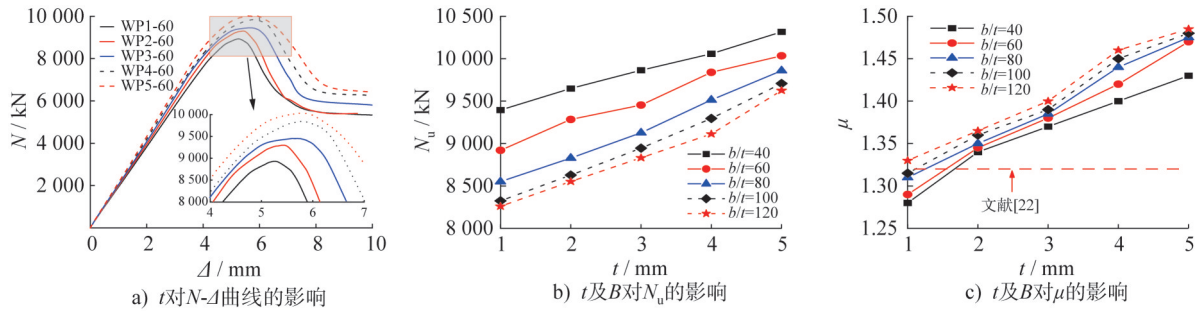 10 000
8 000
6 000
4 000
2 000
N / kN
WP1-60
WP2-60
WP3-60
WP4-60
WP5-60
10 000
9 500
9 000
8 500
8 000
4 5 6 7
0 2 4 6 8 10
Δ / mm
a) t对N-Δ曲线的影响
10 500
10 000
9 500
9 000
8 500
8 000
Nu / kN
b/t=40
b/t=60
b/t=80
b/t=100
b/t=120
1 2 3 4 5
t / mm
b) t及B对Nu的影响
1.50
1.45
1.40
1.35
1.30
1.25
μ
b/t=40
b/t=60
b/t=80
b/t=100
b/t=120
文献[22]
1 2 3 4 5
t / mm
c) t及B对μ的影响